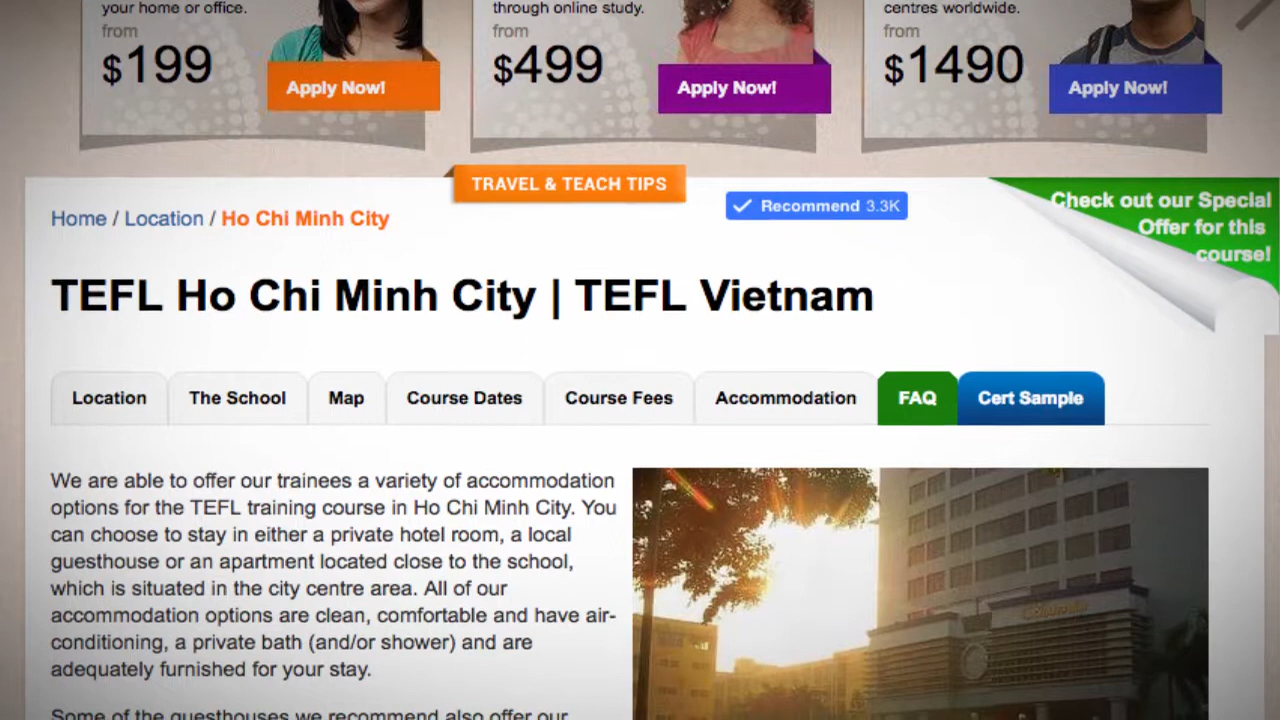 your home or office.
from
$199
Apply Now!
through online study.
from
$499
Apply Now!
centres worldwide.
from
$1490
Apply Now!
TRAVEL & TEACH TIPS
Home / Location / Ho Chi Minh City
Recommend 3.3K
Check out our Special
Offer for this
course!
TEFL Ho Chi Minh City | TEFL Vietnam
Location
The School
Map
Course Dates
Course Fees
Accommodation
FAQ
Cert Sample
We are able to offer our trainees a variety of accommodation
options for the TEFL training course in Ho Chi Minh City. You
can choose to stay in either a private hotel room, a local
guesthouse or an apartment located close to the school,
which is situated in the city centre area. All of our
accommodation options are clean, comfortable and have air-
conditioning, a private bath (and/or shower) and are
adequately furnished for your stay.
Some of the guesthouses we recommend also offer our